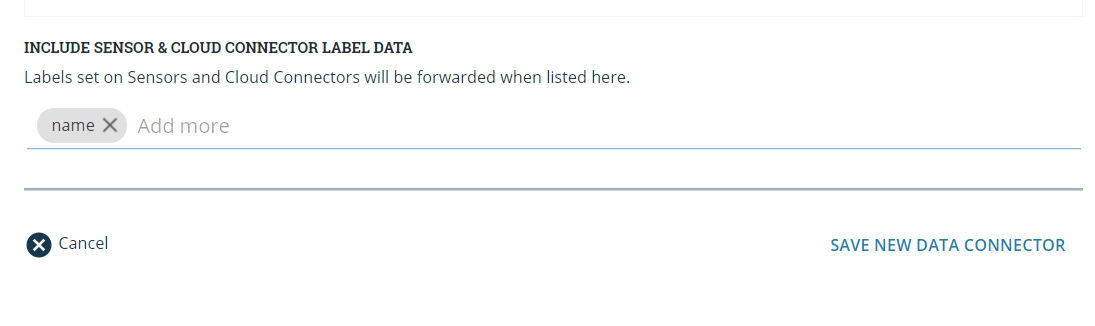 INCLUDE SENSOR & CLOUD CONNECTOR LABEL DATA
Labels set on Sensors and Cloud Connectors will be forwarded when listed here.
name Add more
Cancel SAVE NEW DATA CONNECTOR